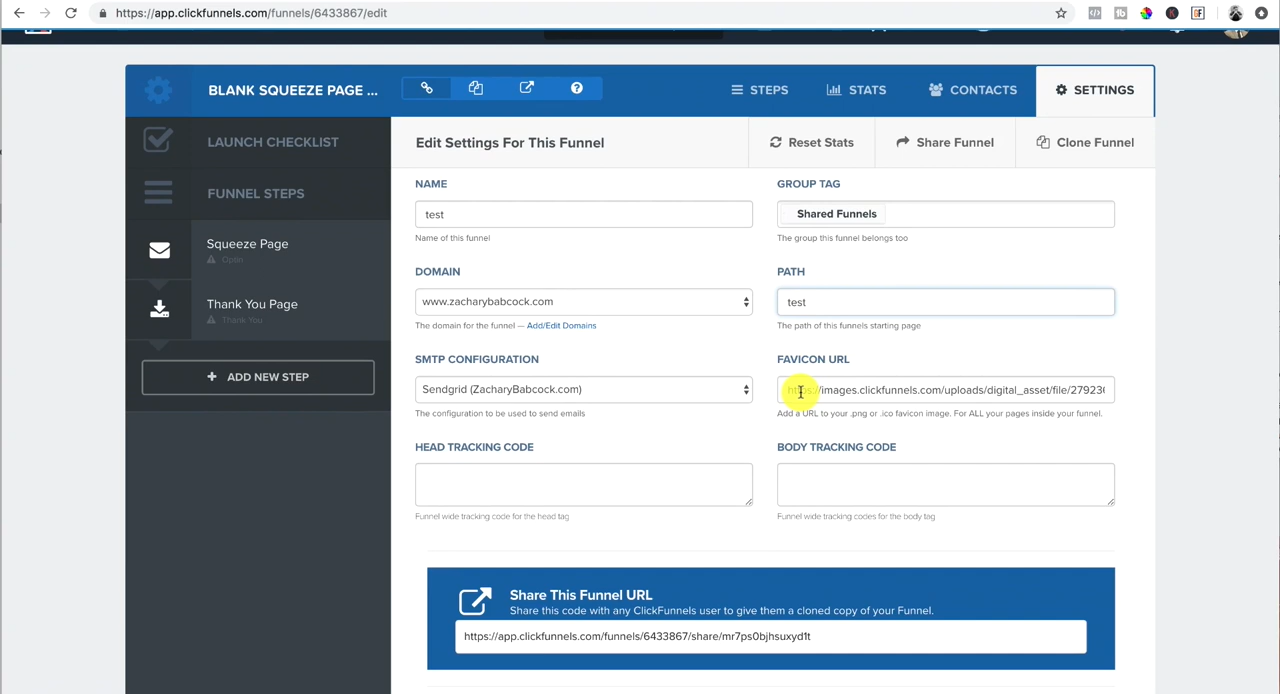 https://app.clickfunnels.com/funnels/6433867/edit
BLANK SQUEEZE PAGE ...
STEPS
STATS
CONTACTS
SETTINGS
LAUNCH CHECKLIST
Edit Settings For This Funnel
Reset Stats
Share Funnel
Clone Funnel
FUNNEL STEPS
NAME
GROUP TAG
test
Shared Funnels
Name of this funnel
The group this funnel belongs too
Squeeze Page
Optin
DOMAIN
PATH
www.zacharybabcock.com
test
The domain for the funnel — Add/Edit Domains
The path of this funnels starting page
Thank You Page
Thank You
SMTP CONFIGURATION
FAVICON URL
+ ADD NEW STEP
Sendgrid (ZacharyBabcock.com)
https://images.clickfunnels.com/uploads/digital_asset/file/27923
The configuration to be used to send emails
Add a URL to your .png or .ico favicon image. For ALL your pages inside your funnel.
HEAD TRACKING CODE
BODY TRACKING CODE
Funnel wide tracking code for the head tag
Funnel wide tracking codes for the body tag
Share This Funnel URL
Share this code with any ClickFunnels user to give them a cloned copy of your Funnel.
https://app.clickfunnels.com/funnels/6433867/share/mr7ps0bjhsuxyd1t